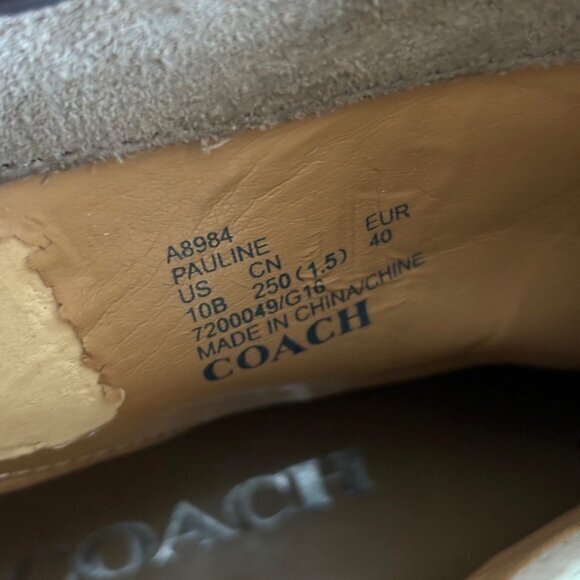 A8984
PAULINE
US CN EUR
10B 250(1.5) 40
7200049/G16
MADE IN CHINA/CHINE
COACH
COACH